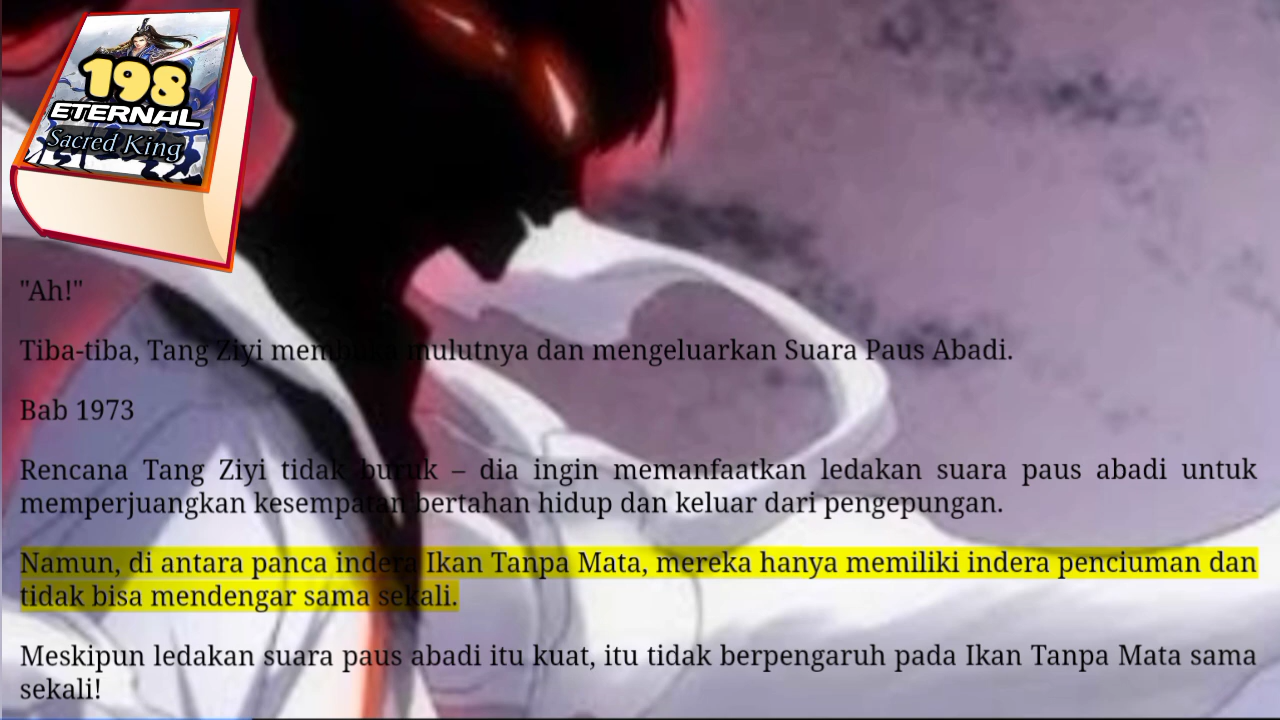 198
ETERNAL
Sacred King
"Ah!"
Tiba-tiba, Tang Ziyi membuka mulutnya dan mengeluarkan Suara Paus Abadi.
Bab 1973
Rencana Tang Ziyi tidak buruk – dia ingin memanfaatkan ledakan suara paus abadi untuk
memperjuangkan kesempatan bertahan hidup dan keluar dari pengepungan.
Namun, di antara panca indera Ikan Tanpa Mata, mereka hanya memiliki indera penciuman dan
tidak bisa mendengar sama sekali.
Meskipun ledakan suara paus abadi itu kuat, itu tidak berpengaruh pada Ikan Tanpa Mata sama
sekali!